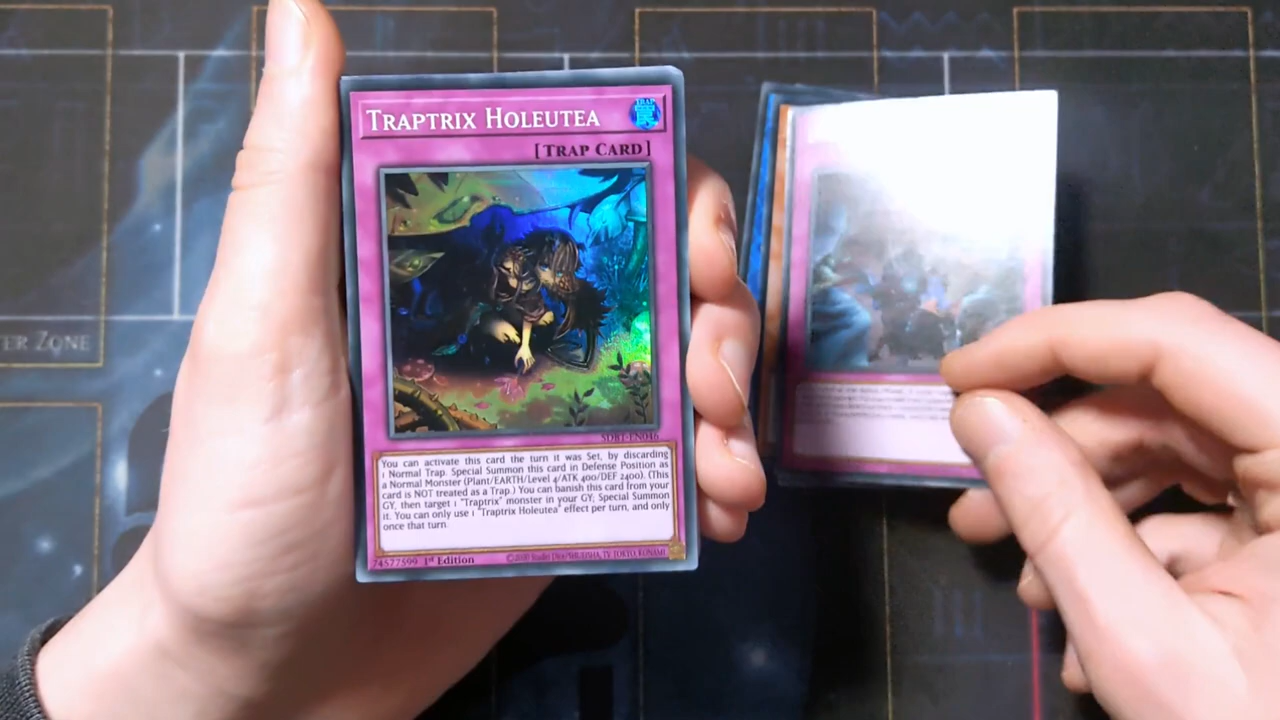 TRAPTRIX HOLEUTEA
TRAP
罠
[TRAP CARD]
SDBT-EN046
You can activate this card the turn it was Set, by discarding
1 Normal Trap. Special Summon this card in Defense Position as
a Normal Monster (Plant/EARTH/Level 4/ATK 400/DEF 2400). (This
card is NOT treated as a Trap.) You can banish this card from your
GY, then target 1 "Traptrix" monster in your GY; Special Summon
it. You can only use 1 "Traptrix Holeutea" effect per turn, and only
once that turn.
74577599 1st Edition
©2020 Studio Dice/SHUEISHA, TV TOKYO, KONAMI
ER ZONE